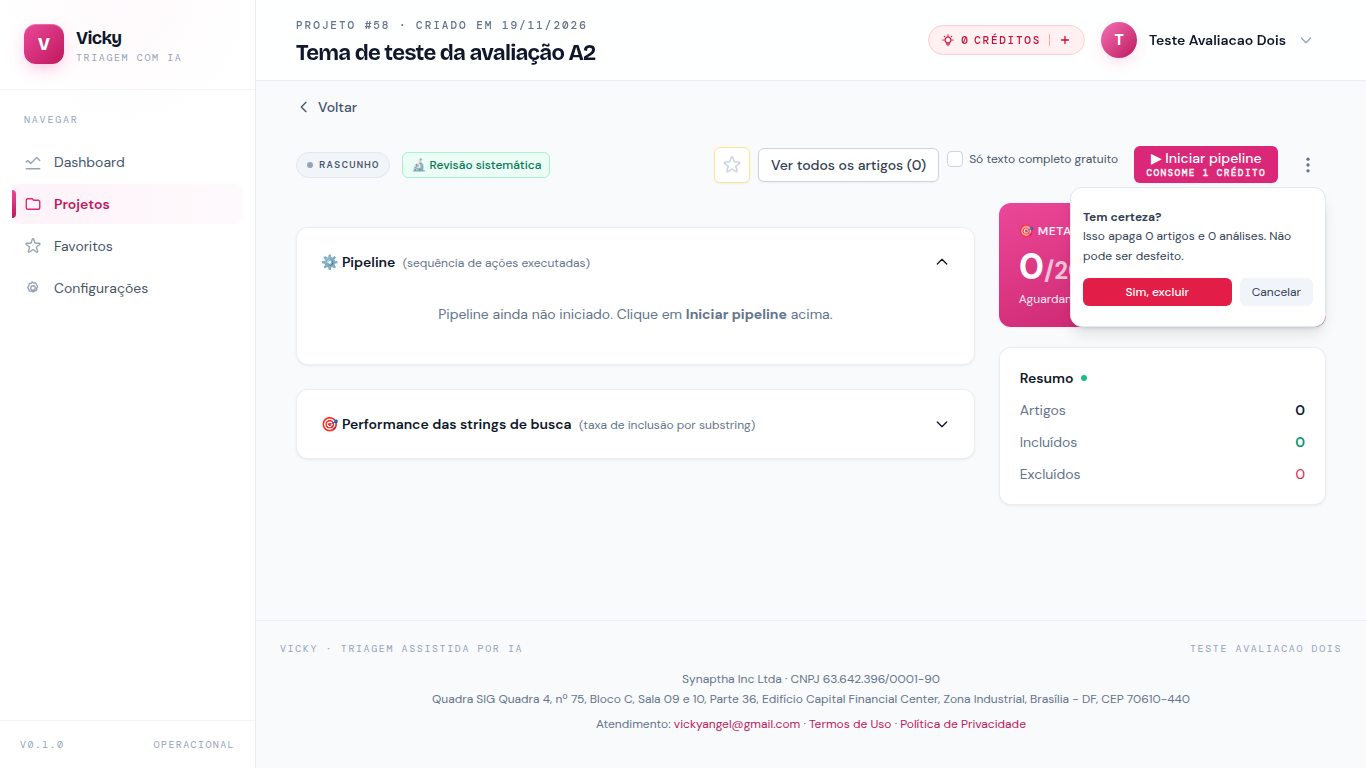 V
Vicky
TRIAGEM COM IA
NAVEGAR
Dashboard
Projetos
Favoritos
Configurações
V0.1.0
OPERACIONAL
PROJETO #58 · CRIADO EM 19/11/2026
Tema de teste da avaliação A2
0 CRÉDITOS
+
T
Teste Avaliacao Dois
Voltar
RASCUNHO
Revisão sistemática
Ver todos os artigos (0)
Só texto completo gratuito
▶ Iniciar pipeline
CONSOME 1 CRÉDITO
Pipeline (sequência de ações executadas)
Pipeline ainda não iniciado. Clique em Iniciar pipeline acima.
Performance das strings de busca (taxa de inclusão por substring)
META
0/2
Aguardan
Tem certeza?
Isso apaga 0 artigos e 0 análises. Não
pode ser desfeito.
Sim, excluir
Cancelar
Resumo
Artigos 0
Incluídos 0
Excluídos 0
VICKY · TRIAGEM ASSISTIDA POR IA
TESTE AVALIACAO DOIS
Synaptha Inc Ltda · CNPJ 63.642.396/0001-90
Quadra SIG Quadra 4, nº 75, Bloco C, Sala 09 e 10, Parte 36, Edifício Capital Financial Center, Zona Industrial, Brasília - DF, CEP 70610-440
Atendimento: vickyangel@gmail.com · Termos de Uso · Política de Privacidade